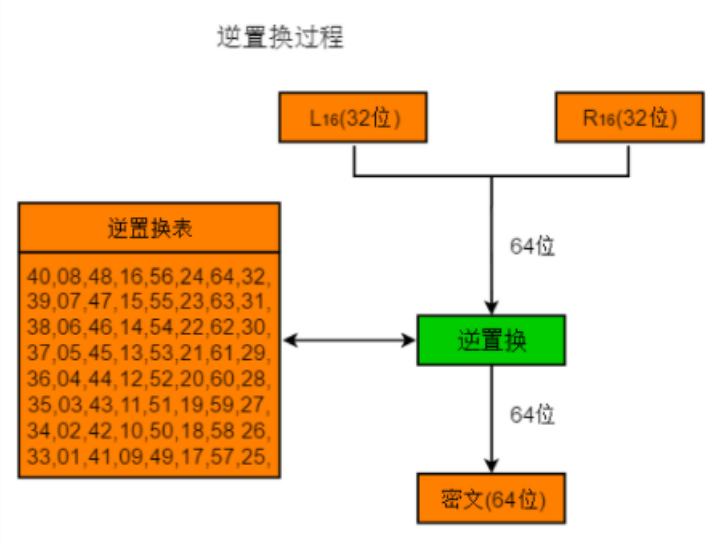 逆置换过程
L16(32位)
R16(32位)
逆置换表
40,08,48,16,56,24,64,32,
39,07,47,15,55,23,63,31,
38,06,46,14,54,22,62,30,
37,05,45,13,53,21,61,29,
36,04,44,12,52,20,60,28,
35,03,43,11,51,19,59,27,
34,02,42,10,50,18,58 26,
33,01,41,09,49,17,57,25,
64位
逆置换
64位
密文(64位)